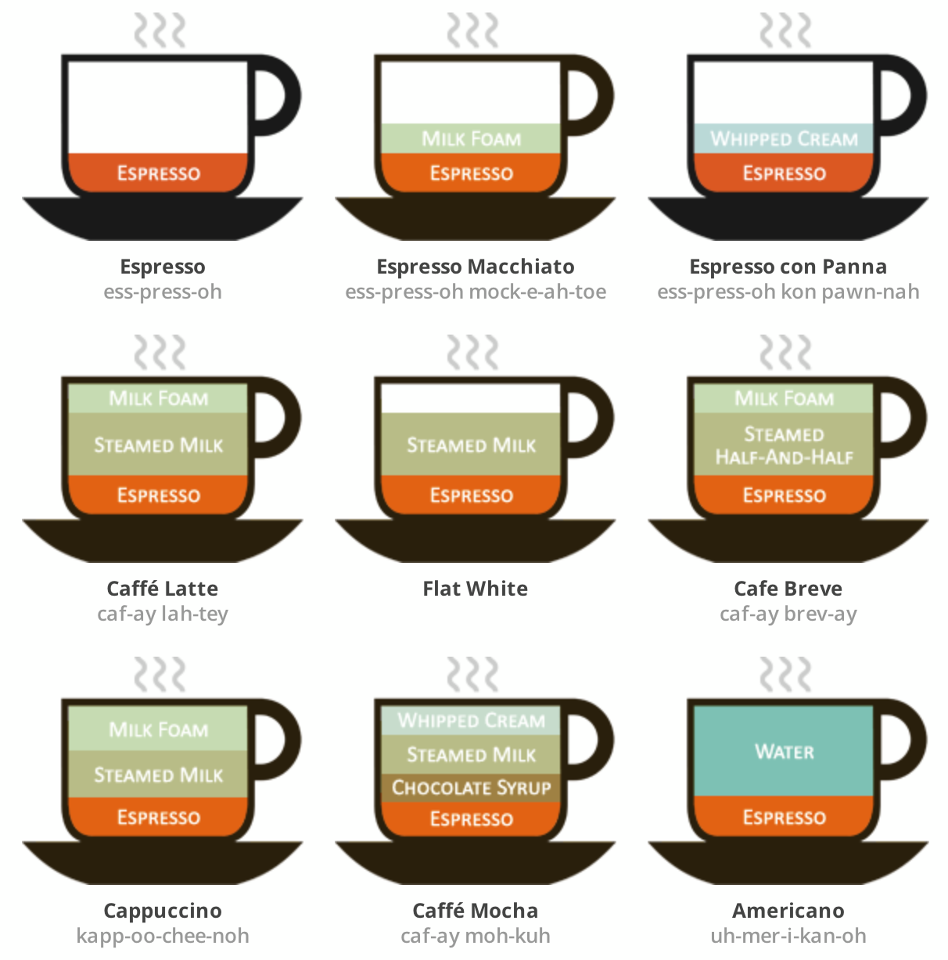 Espresso
Espresso
ess-press-oh
Milk Foam
Espresso
Espresso Macchiato
ess-press-oh mock-e-ah-toe
Whipped Cream
Espresso
Espresso con Panna
ess-press-oh kon pawn-nah
Milk Foam
Steamed Milk
Espresso
Caffé Latte
caf-ay lah-tey
Steamed Milk
Espresso
Flat White
Milk Foam
Steamed
Half-And-Half
Espresso
Cafe Breve
caf-ay brev-ay
Milk Foam
Steamed Milk
Espresso
Cappuccino
kapp-oo-chee-noh
Whipped Cream
Steamed Milk
Chocolate Syrup
Espresso
Caffé Mocha
caf-ay moh-kuh
Water
Espresso
Americano
uh-mer-i-kan-oh